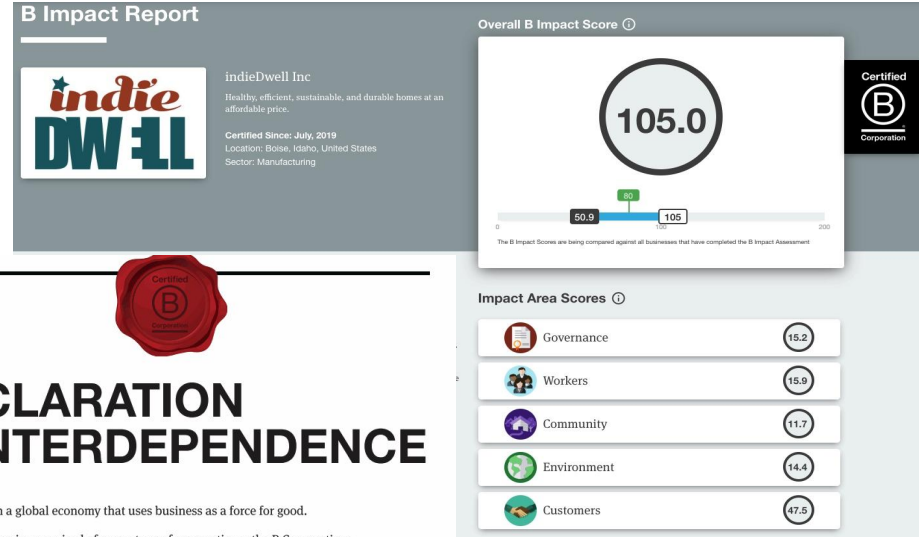 B Impact Report
indie
DWELL
indieDwell Inc
Healthy, efficient, sustainable, and durable homes at an
affordable price.
Certified Since: July, 2019
Location: Boise, Idaho, United States
Sector: Manufacturing
Overall B Impact Score
105.0
80
50.9
105
0
100
200
The B Impact Scores are being compared against all businesses that have completed the B Impact Assessment
Certified
B
Corporation
Certified
B
Corporation
CLARATION
NTERDEPENDENCE
a global economy that uses business as a force for good.
Impact Area Scores
Governance 15.2
Workers 15.9
Community 11.7
Environment 14.4
Customers 47.5